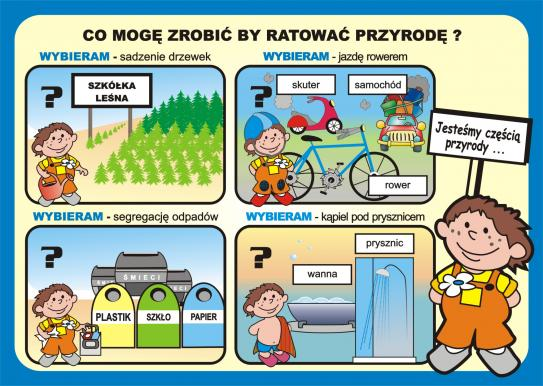 CO MOGĘ ZROBIĆ BY RATOWAĆ PRZYRODĘ ?
WYBIERAM - sadzenie drzewek
?
SZKÓŁKA
LEŚNA
WYBIERAM - jazdę rowerem
?
skuter
samochód
rower
Jesteśmy częścią
przyrody ...
WYBIERAM - segregację odpadów
?
ŚMIECI
ŚMIECI
PLASTIK
SZKŁO
PAPIER
WYBIERAM - kąpiel pod prysznicem
?
wanna
prysznic